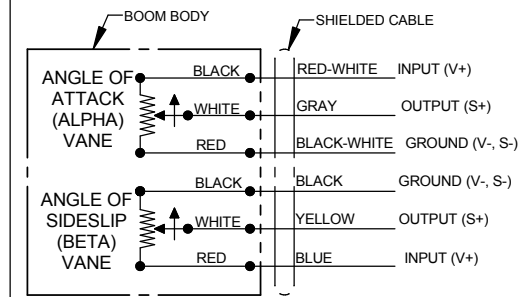 BOOM BODY
SHIELDED CABLE
ANGLE OF
ATTACK
(ALPHA)
VANE
BLACK RED-WHITE INPUT (V+)
WHITE GRAY OUTPUT (S+)
RED BLACK-WHITE GROUND (V-, S-)
ANGLE OF
SIDESLIP
(BETA)
VANE
BLACK BLACK GROUND (V-, S-)
WHITE YELLOW OUTPUT (S+)
RED BLUE INPUT (V+)